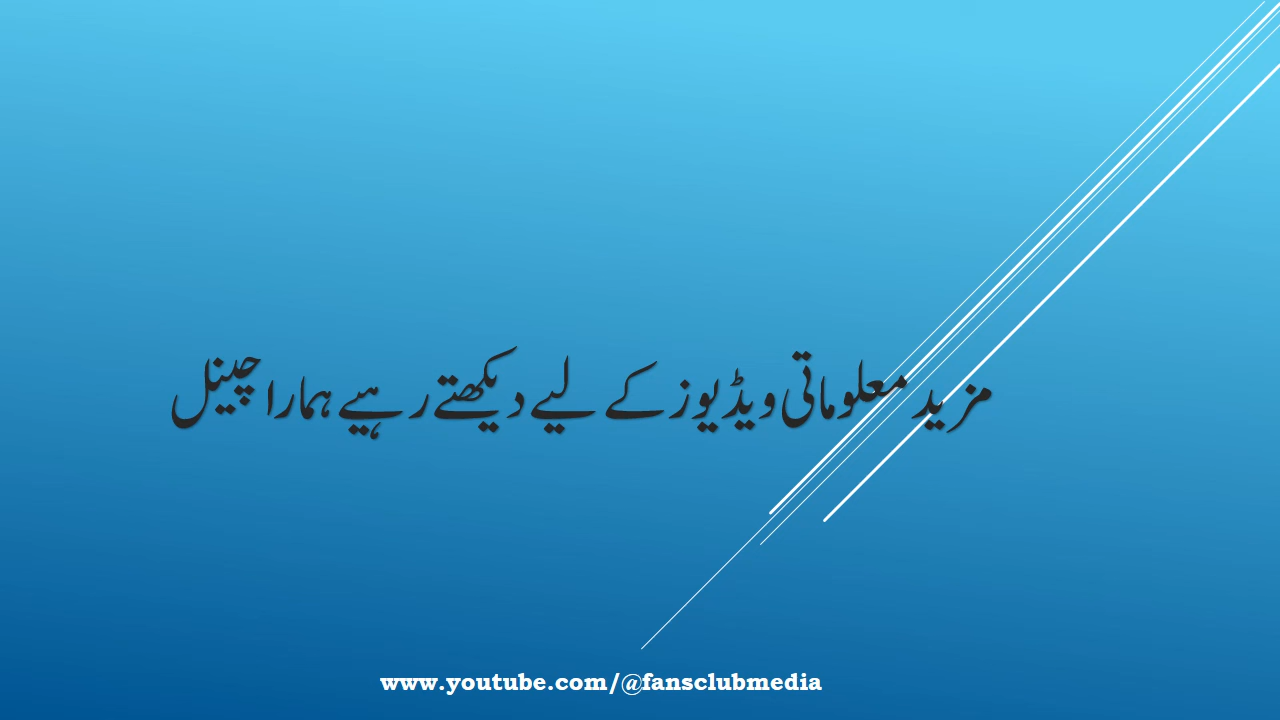 مزید معلوماتی ویڈیوز کے لیے دیکھتے رہیے ہمارا چینل
www.youtube.com/@fansclubmedia